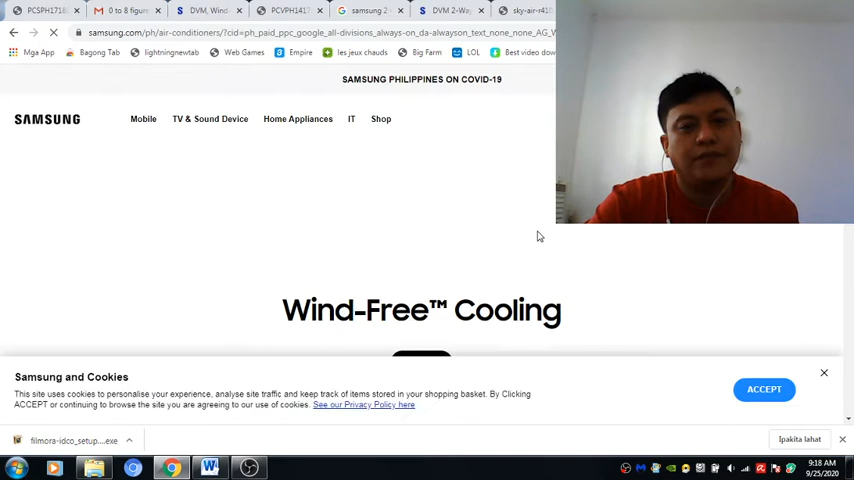 PCSPH1718
0 to 8 figure
DVM, Wind-
PCVPH1417
samsung 2
DVM 2-Way
sky-air-r410
samsung.com/ph/air-conditioners/?cid=ph_paid_ppc_google_all-divisions_always-on_da-alwayson_text_none_none_AG_W
Mga App
Bagong Tab
lightningnewtab
Web Games
Empire
les jeux chauds
Big Farm
LOL
Best video dow
SAMSUNG PHILIPPINES ON COVID-19
SAMSUNG
Mobile
TV & Sound Device
Home Appliances
IT
Shop
Wind-Free™ Cooling
Samsung and Cookies
This site uses cookies to personalise your experience, analyse site traffic and keep track of items stored in your shopping basket. By Clicking
ACCEPT or continuing to browse the site you are agreeing to our use of cookies. See our Privacy Policy here
ACCEPT
filmora-idco_setup....exe
Ipakita lahat
9:18 AM
9/25/2020